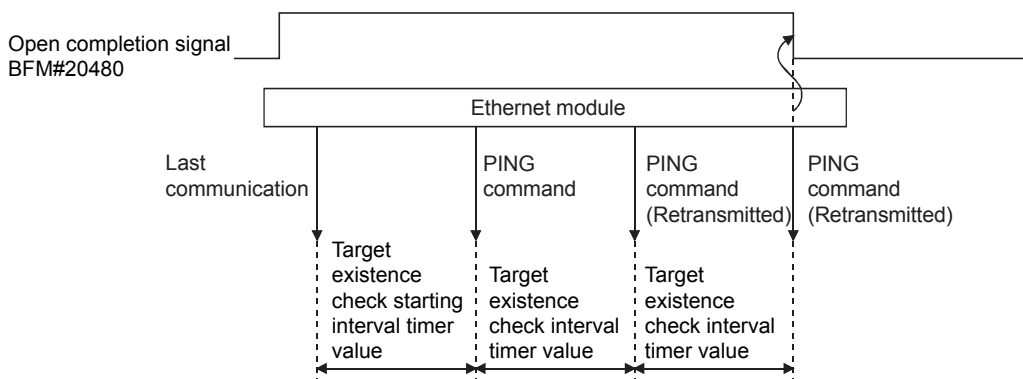 Open completion signal
BFM#20480
Ethernet module
Last
communication
PING
command
PING
command
(Retransmitted)
PING
command
(Retransmitted)
Target
existence
check starting
interval timer
value
Target
existence
check interval
timer value
Target
existence
check interval
timer value